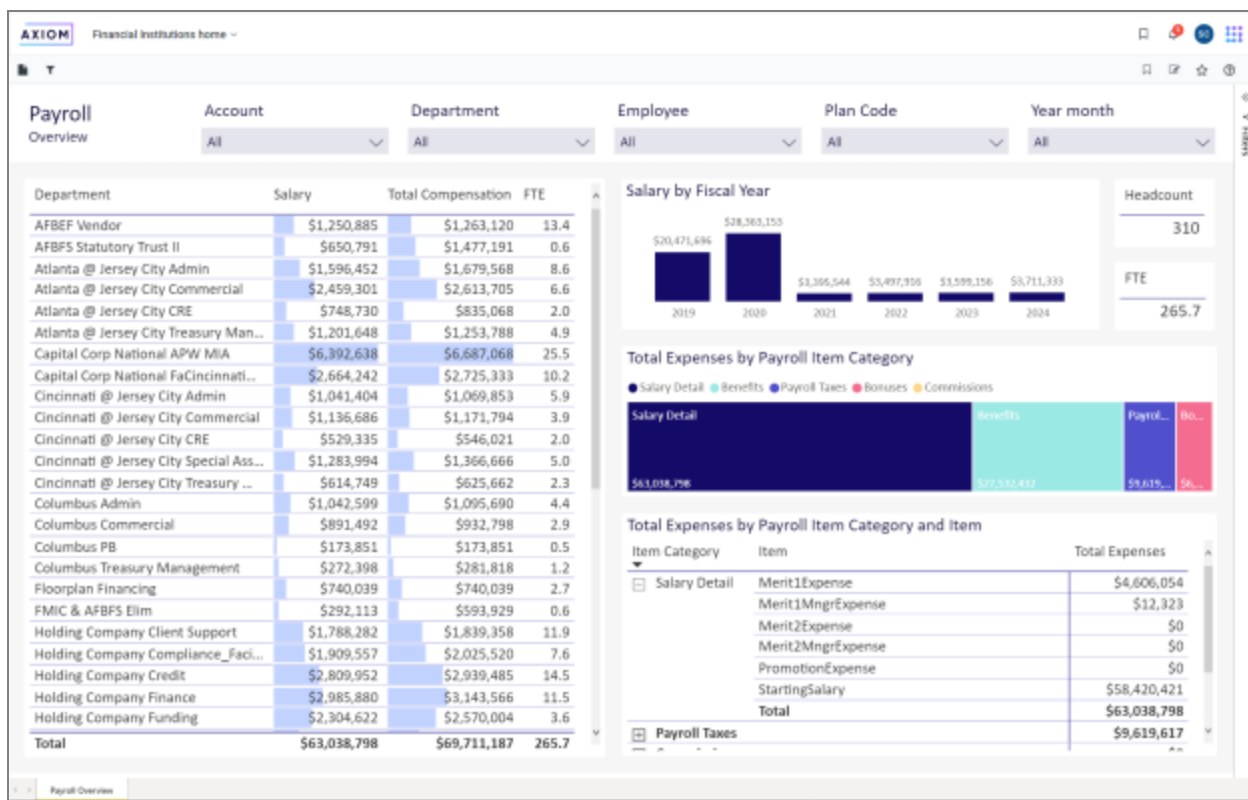 AXIOM Financial Institutions home
Payroll
Overview
Account
All
Department
All
Employee
All
Plan Code
All
Year month
All
Filters
Department Salary Total Compensation FTE
AFBEF Vendor $1,250,885 $1,263,120 13.4
AFBFS Statutory Trust II $650,791 $1,477,191 0.6
Atlanta @ Jersey City Admin $1,596,452 $1,679,568 8.6
Atlanta @ Jersey City Commercial $2,459,301 $2,613,705 6.6
Atlanta @ Jersey City CRE $748,730 $835,068 2.0
Atlanta @ Jersey City Treasury Man... $1,201,648 $1,253,788 4.9
Capital Corp National APW MIA $6,392,638 $6,687,068 25.5
Capital Corp National FaCincinnati... $2,664,242 $2,725,333 10.2
Cincinnati @ Jersey City Admin $1,041,404 $1,069,853 5.9
Cincinnati @ Jersey City Commercial $1,136,686 $1,171,794 3.9
Cincinnati @ Jersey City CRE $529,335 $546,021 2.0
Cincinnati @ Jersey City Special Ass... $1,283,994 $1,366,666 5.0
Cincinnati @ Jersey City Treasury ... $614,749 $625,662 2.3
Columbus Admin $1,042,599 $1,095,690 4.4
Columbus Commercial $891,492 $932,798 2.9
Columbus PB $173,851 $173,851 0.5
Columbus Treasury Management $272,398 $281,818 1.2
Floorplan Financing $740,039 $740,039 2.7
FMIC & AFBFS Elim $292,113 $593,929 0.6
Holding Company Client Support $1,788,282 $1,839,358 11.9
Holding Company Compliance_Faci... $1,909,557 $2,025,520 7.6
Holding Company Credit $2,809,952 $2,939,485 14.5
Holding Company Finance $2,985,880 $3,143,566 11.5
Holding Company Funding $2,304,622 $2,570,004 3.6
Total $63,038,798 $69,711,187 265.7
Salary by Fiscal Year
$20,471,696 $28,363,153 $3,395,544 $3,497,916 $3,599,156 $3,711,333
2019 2020 2021 2022 2023 2024
Headcount
310
FTE
265.7
Total Expenses by Payroll Item Category
Salary Detail Benefits Payroll Taxes Bonuses Commissions
Salary Detail Benefits Payrol... Bo...
$63,038,798 $27,532,432 $9,619,... $6,...
Total Expenses by Payroll Item Category and Item
Item Category Item Total Expenses
Salary Detail Merit1Expense $4,606,054
Merit1MngrExpense $12,323
Merit2Expense $0
Merit2MngrExpense $0
PromotionExpense $0
StartingSalary $58,420,421
Total $63,038,798
Payroll Taxes $9,619,617
Payroll Overview